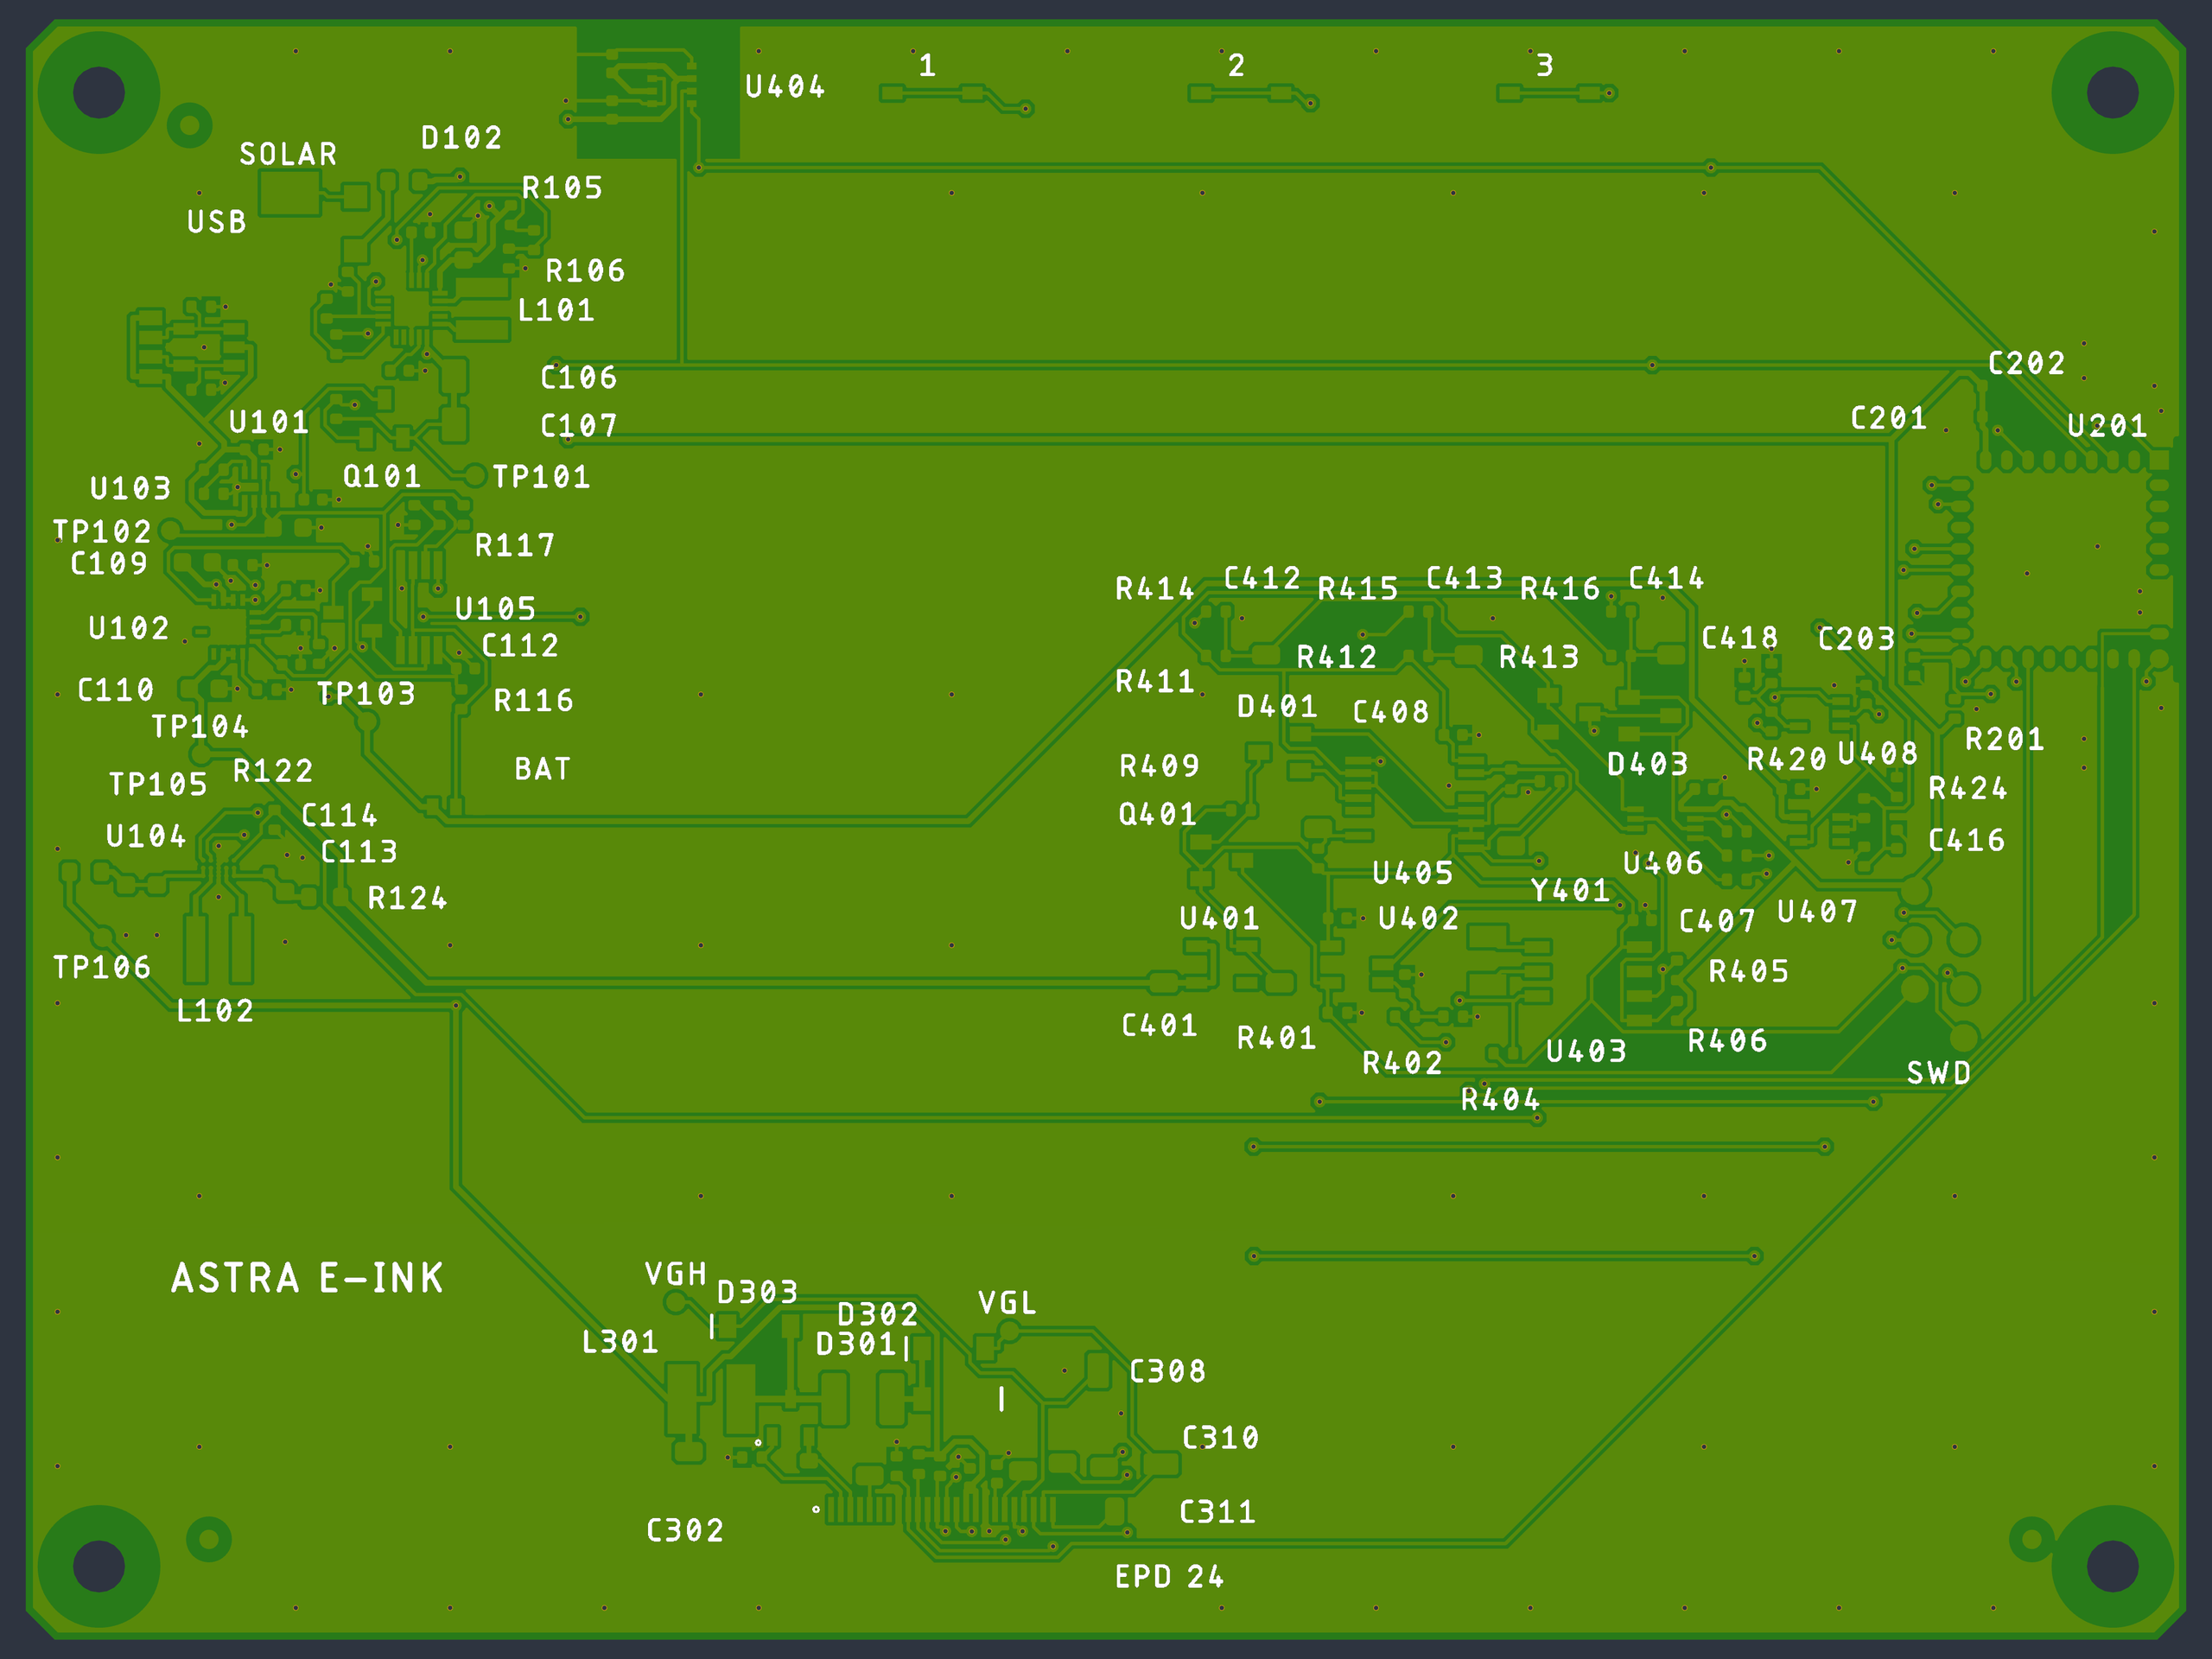 1
2
3
U404
D102
SOLAR
R105
USB
R106
L101
C202
C106
C201
U201
U101
C107
Q101
TP101
U103
TP102
R117
C109
R414
C412
R415
C413
R416
C414
U105
U102
C112
C418
C203
R412
R413
R411
C110
TP103
R116
TP104
D401
C408
R201
BAT
R409
D403
R420
U408
TP105
R122
R424
C114
Q401
U104
C113
C416
U405
U406
R124
Y401
U401
U402
C407
U407
TP106
R405
L102
C401
R401
R402
U403
R406
SWD
R404
ASTRA E-INK
VGH
D303
VGL
D302
L301
D301
C308
C310
C311
C302
EPD 24